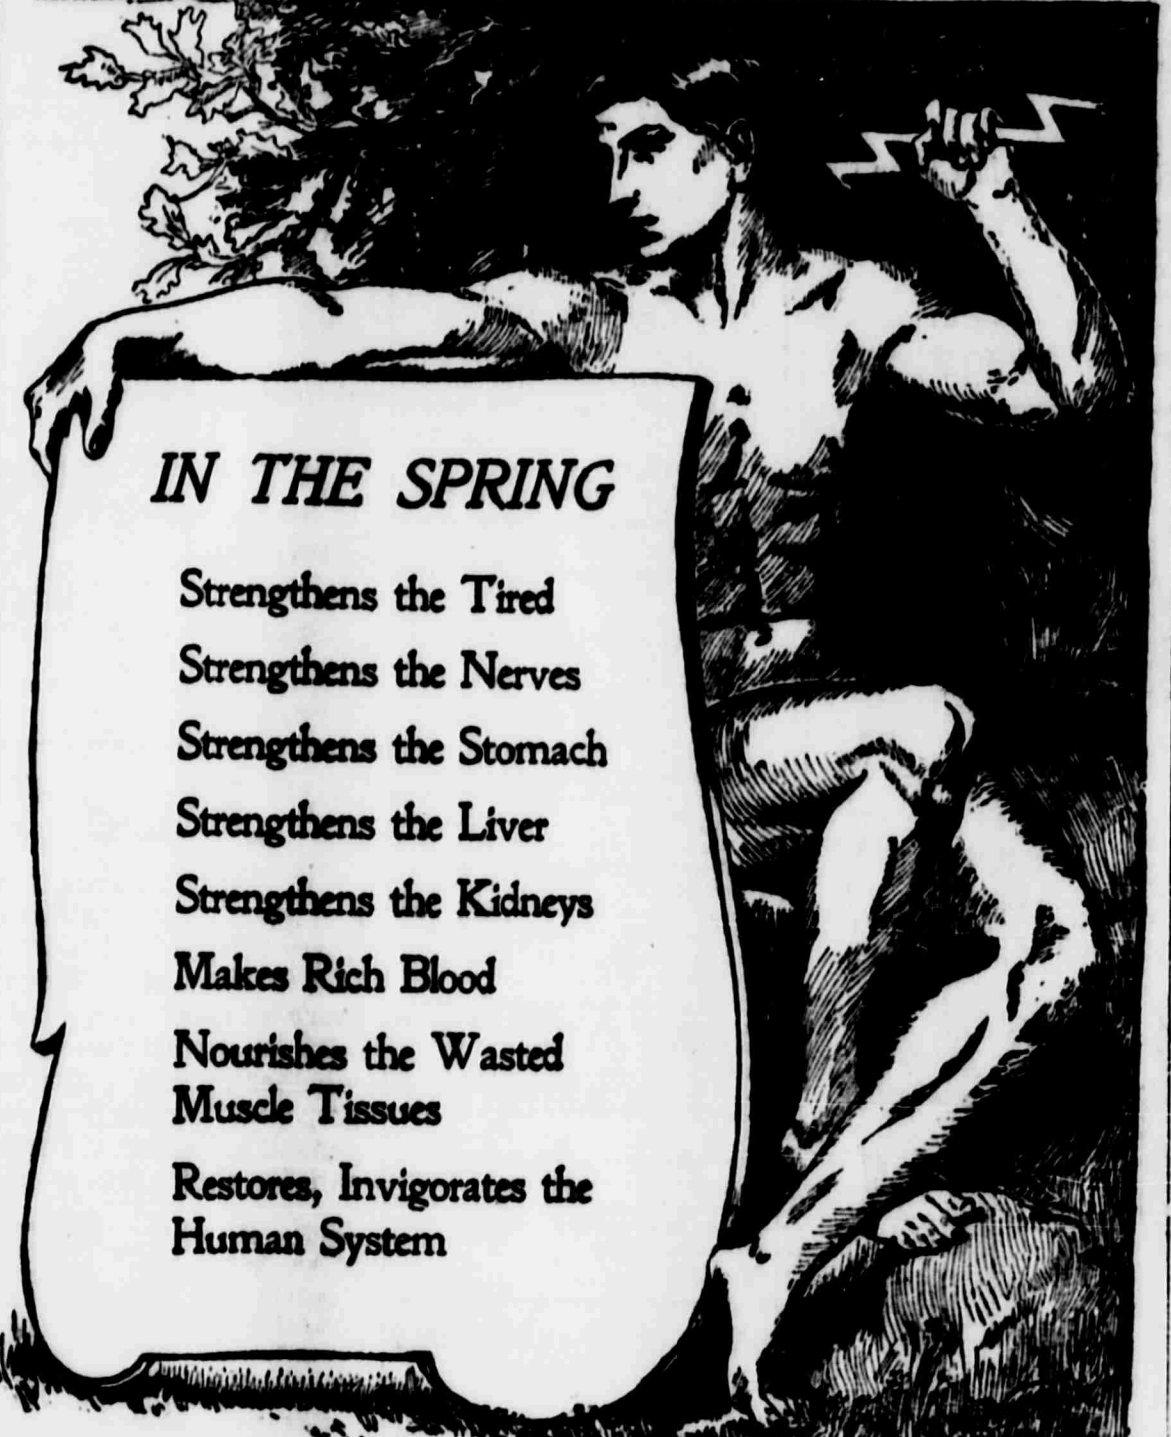 IN THE SPRING
Strengthens the Tired
Strengthens the Nerves
Strengthens the Stomach
Strengthens the Liver
Strengthens the Kidneys
Makes Rich Blood
Nourishes the Wasted
Muscle Tissues
Restores, Invigorates the
Human System